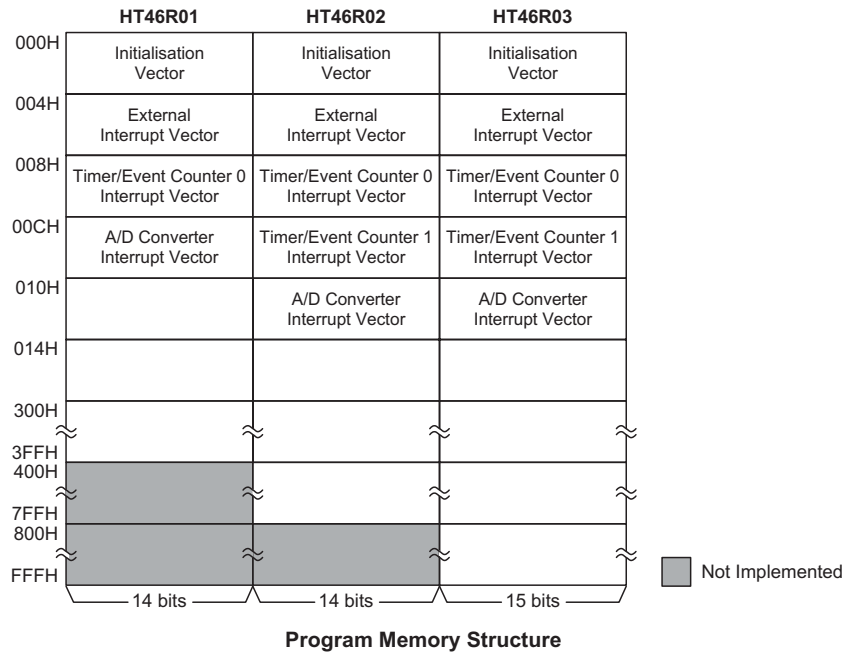 HT46R01 HT46R02 HT46R03
000H
Initialisation Vector Initialisation Vector Initialisation Vector
004H
External Interrupt Vector External Interrupt Vector External Interrupt Vector
008H
Timer/Event Counter 0 Interrupt Vector Timer/Event Counter 0 Interrupt Vector Timer/Event Counter 0 Interrupt Vector
00CH
A/D Converter Interrupt Vector Timer/Event Counter 1 Interrupt Vector Timer/Event Counter 1 Interrupt Vector
010H
A/D Converter Interrupt Vector A/D Converter Interrupt Vector
014H
300H
3FFH
400H
7FFH
800H
FFFH
Not Implemented
14 bits 14 bits 15 bits
Program Memory Structure